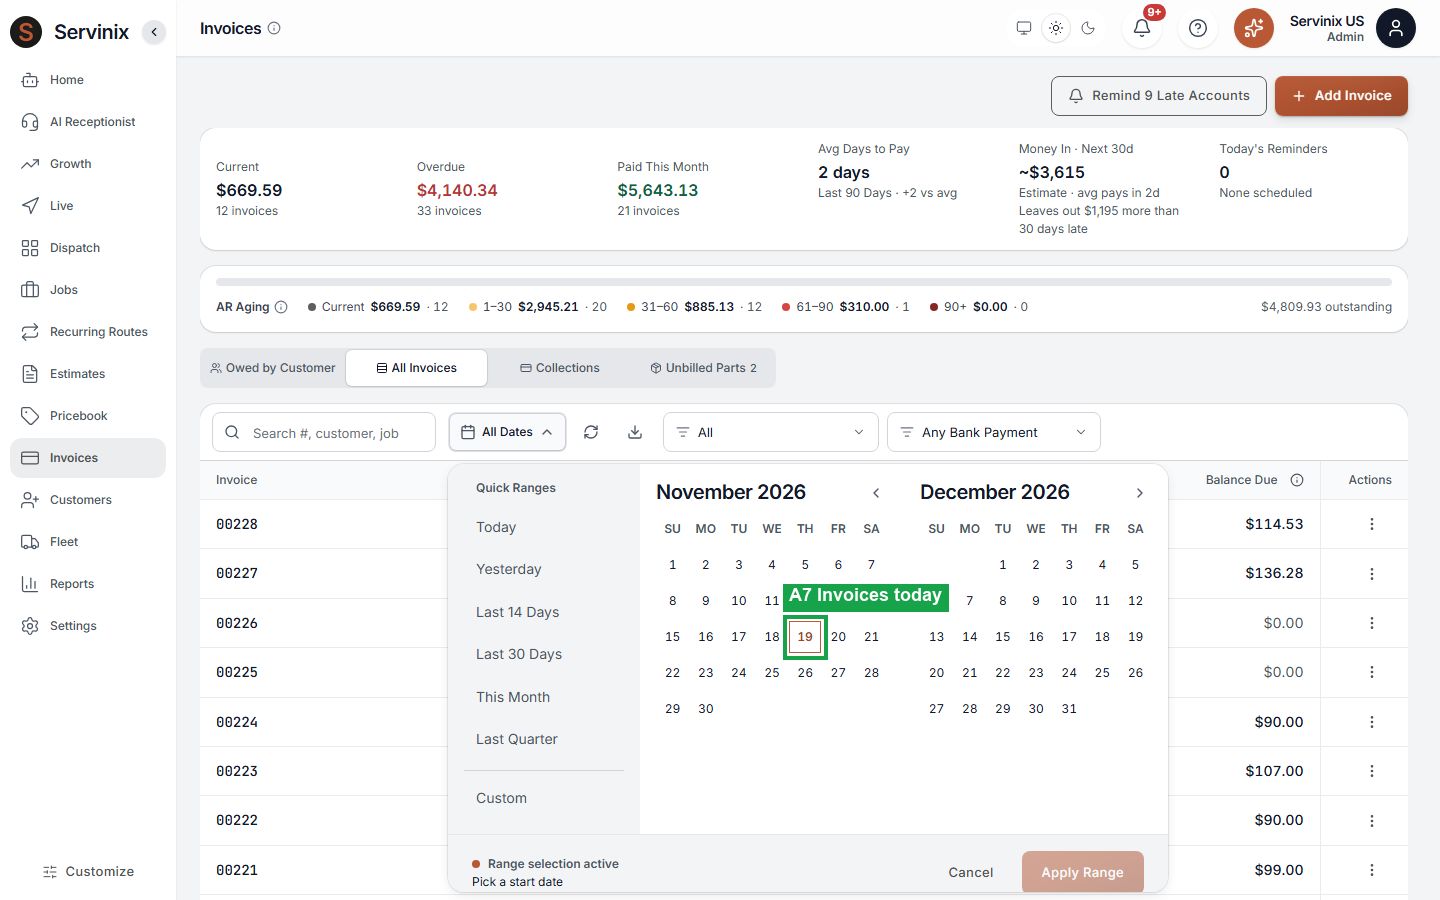 Servinix
Home
AI Receptionist
Growth
Live
Dispatch
Jobs
Recurring Routes
Estimates
Pricebook
Invoices
Customers
Fleet
Reports
Settings
Customize
Invoices
9+
Servinix US
Admin
Remind 9 Late Accounts
+ Add Invoice
Current
$669.59
12 invoices
Overdue
$4,140.34
33 invoices
Paid This Month
$5,643.13
21 invoices
Avg Days to Pay
2 days
Last 90 Days · +2 vs avg
Money In · Next 30d
~$3,615
Estimate · avg pays in 2d
Leaves out $1,195 more than
30 days late
Today's Reminders
0
None scheduled
AR Aging
Current $669.59 · 12
1–30 $2,945.21 · 20
31–60 $885.13 · 12
61–90 $310.00 · 1
90+ $0.00 · 0
$4,809.93 outstanding
Owed by Customer
All Invoices
Collections
Unbilled Parts 2
Search #, customer, job
All Dates
All
Any Bank Payment
Invoice
Balance Due
Actions
00228
$114.53
00227
$136.28
00226
$0.00
00225
$0.00
00224
$90.00
00223
$107.00
00222
$90.00
00221
$99.00
Quick Ranges
Today
Yesterday
Last 14 Days
Last 30 Days
This Month
Last Quarter
Custom
November 2026
SU MO TU WE TH FR SA
1 2 3 4 5 6 7
8 9 10 11
A7 Invoices today
15 16 17 18 19 20 21
22 23 24 25 26 27 28
29 30
December 2026
SU MO TU WE TH FR SA
1 2 3 4 5
7 8 9 10 11 12
13 14 15 16 17 18 19
20 21 22 23 24 25 26
27 28 29 30 31
Range selection active
Pick a start date
Cancel
Apply Range